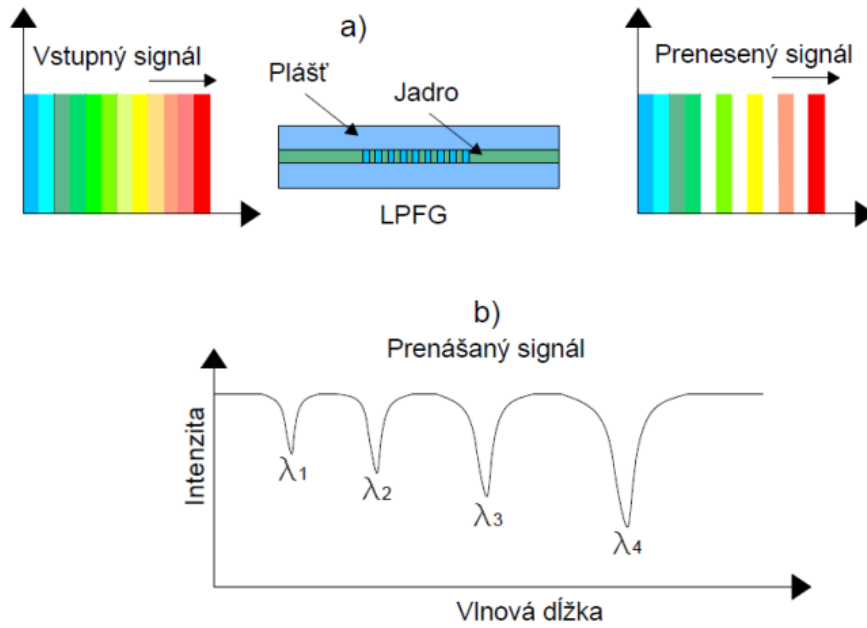 a)
Vstupný signál
Plášť
Jadro
LPFG
Prenesený signál
b)
Prenášaný signál
Intenzita
λ1
λ2
λ3
λ4
Vlnová dĺžka